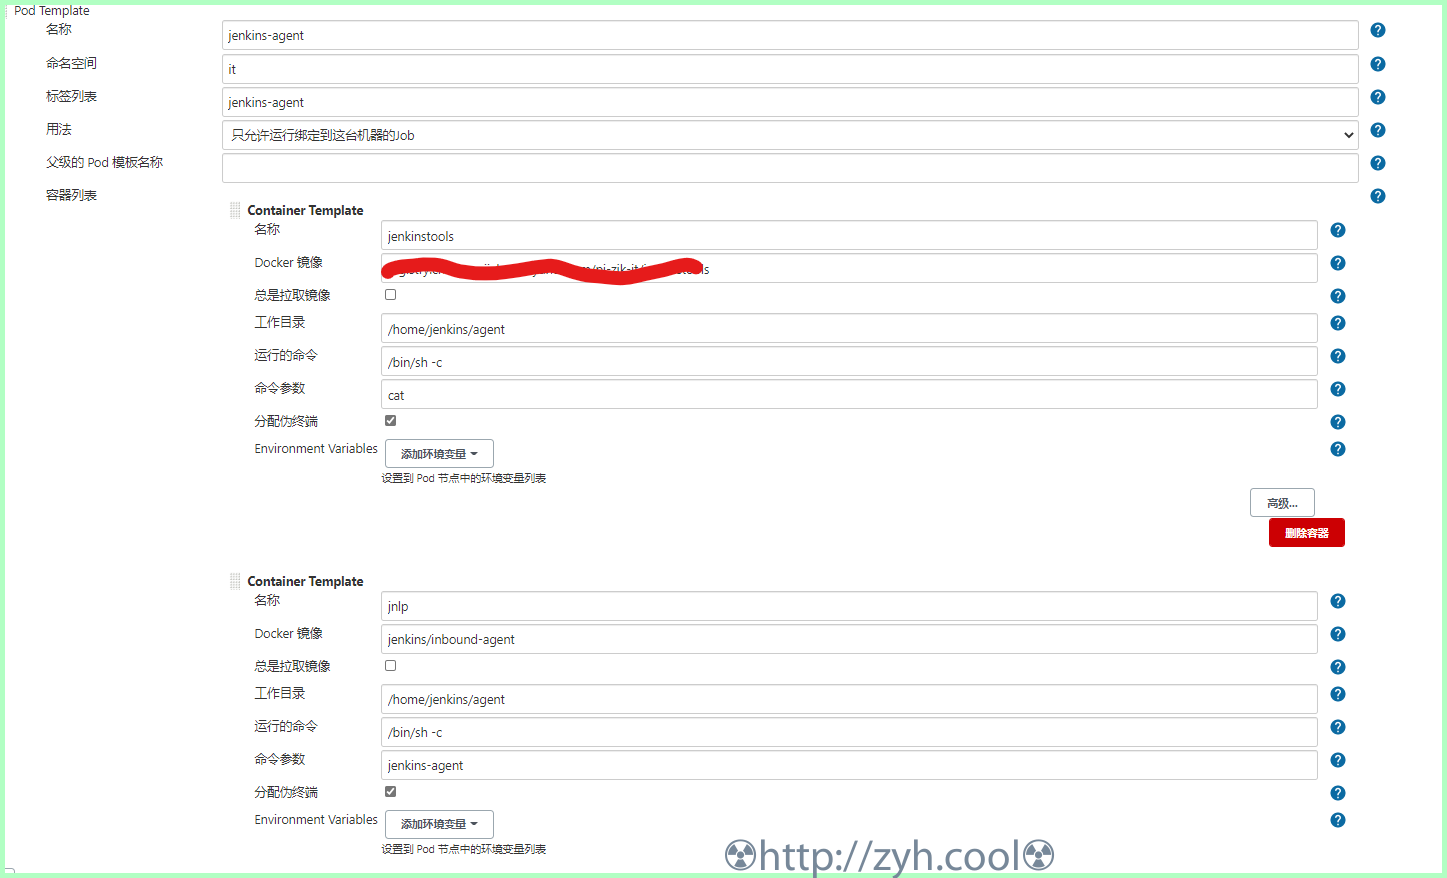 Pod Template
名称
jenkins-agent
命名空间
it
标签列表
jenkins-agent
用法
只允许运行绑定到这台机器的Job
父级的 Pod 模板名称
容器列表
Container Template
名称
jenkinstools
Docker 镜像
总是拉取镜像
工作目录
/home/jenkins/agent
运行的命令
/bin/sh -c
命令参数
cat
分配伪终端
Environment Variables
添加环境变量
设置到 Pod 节点中的环境变量列表
高级...
删除容器
Container Template
名称
jnlp
Docker 镜像
jenkins/inbound-agent
总是拉取镜像
工作目录
/home/jenkins/agent
运行的命令
/bin/sh -c
命令参数
jenkins-agent
分配伪终端
Environment Variables
添加环境变量
设置到 Pod 节点中的环境变量列表
☢http://zyh.cool☢